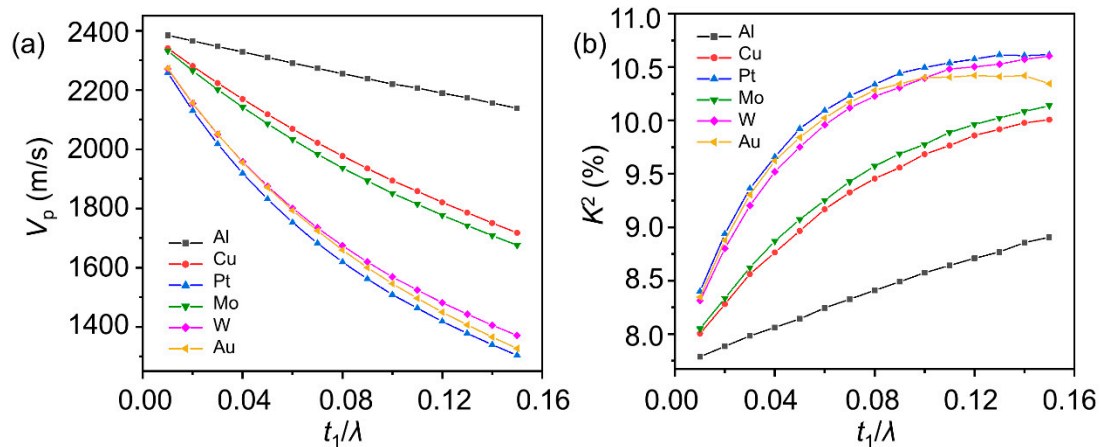 (a)
V_p (m/s)
2400
2200
2000
1800
1600
1400
Al
Cu
Pt
Mo
W
Au
0.00 0.04 0.08 0.12 0.16
t_1/λ
(b)
K² (%)
11.0
10.5
10.0
9.5
9.0
8.5
8.0
Al
Cu
Pt
Mo
W
Au
0.00 0.04 0.08 0.12 0.16
t_1/λ